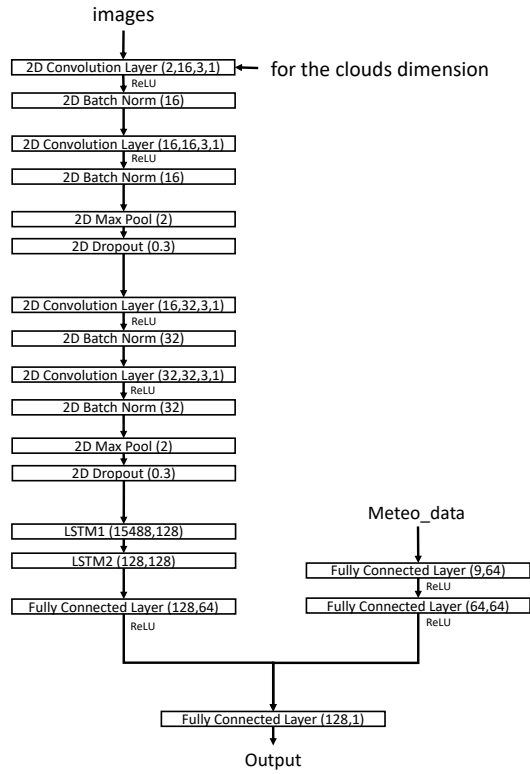 images
2D Convolution Layer (2,16,3,1)
for the clouds dimension
ReLU
2D Batch Norm (16)
2D Convolution Layer (16,16,3,1)
ReLU
2D Batch Norm (16)
2D Max Pool (2)
2D Dropout (0.3)
2D Convolution Layer (16,32,3,1)
ReLU
2D Batch Norm (32)
2D Convolution Layer (32,32,3,1)
ReLU
2D Batch Norm (32)
2D Max Pool (2)
2D Dropout (0.3)
LSTM1 (15488,128)
LSTM2 (128,128)
Fully Connected Layer (128,64)
ReLU
Meteo_data
Fully Connected Layer (9,64)
ReLU
Fully Connected Layer (64,64)
ReLU
Fully Connected Layer (128,1)
Output